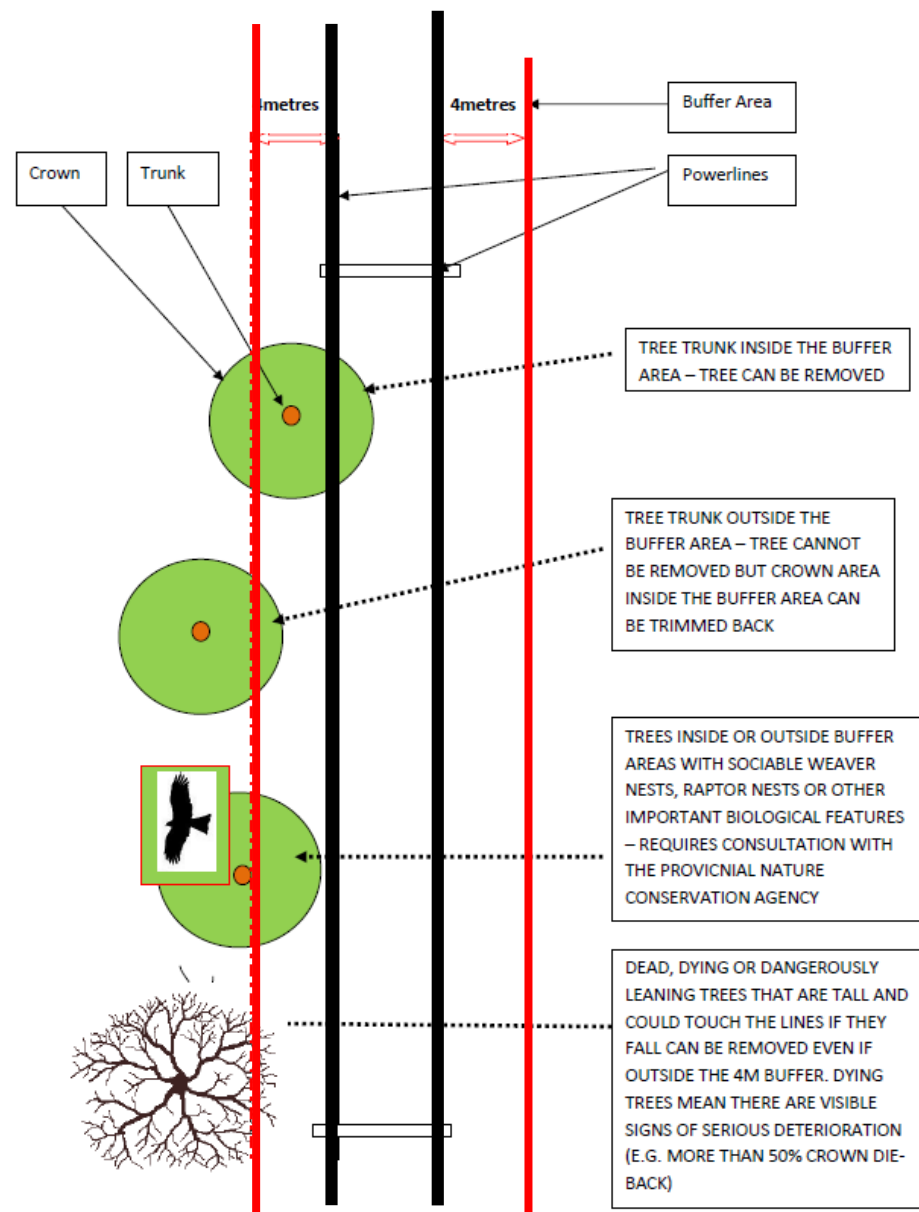 4metres
4metres
Buffer Area
Crown
Trunk
Powerlines
TREE TRUNK INSIDE THE BUFFER
AREA – TREE CAN BE REMOVED
TREE TRUNK OUTSIDE THE
BUFFER AREA – TREE CANNOT
BE REMOVED BUT CROWN AREA
INSIDE THE BUFFER AREA CAN
BE TRIMMED BACK
TREES INSIDE OR OUTSIDE BUFFER
AREAS WITH SOCIABLE WEAVER
NESTS, RAPTOR NESTS OR OTHER
IMPORTANT BIOLOGICAL FEATURES
– REQUIRES CONSULTATION WITH
THE PROVICNIAL NATURE
CONSERVATION AGENCY
DEAD, DYING OR DANGEROUSLY
LEANING TREES THAT ARE TALL AND
COULD TOUCH THE LINES IF THEY
FALL CAN BE REMOVED EVEN IF
OUTSIDE THE 4M BUFFER. DYING
TREES MEAN THERE ARE VISIBLE
SIGNS OF SERIOUS DETERIORATION
(E.G. MORE THAN 50% CROWN DIE-
BACK)